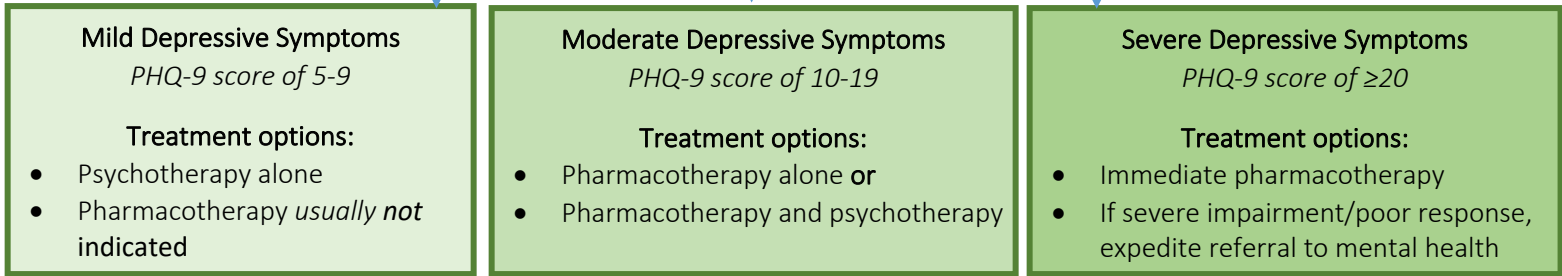 Mild Depressive Symptoms
PHQ-9 score of 5-9
Treatment options:
• Psychotherapy alone
• Pharmacotherapy usually not
indicated
Moderate Depressive Symptoms
PHQ-9 score of 10-19
Treatment options:
• Pharmacotherapy alone or
• Pharmacotherapy and psychotherapy
Severe Depressive Symptoms
PHQ-9 score of ≥20
Treatment options:
• Immediate pharmacotherapy
• If severe impairment/poor response,
expedite referral to mental health